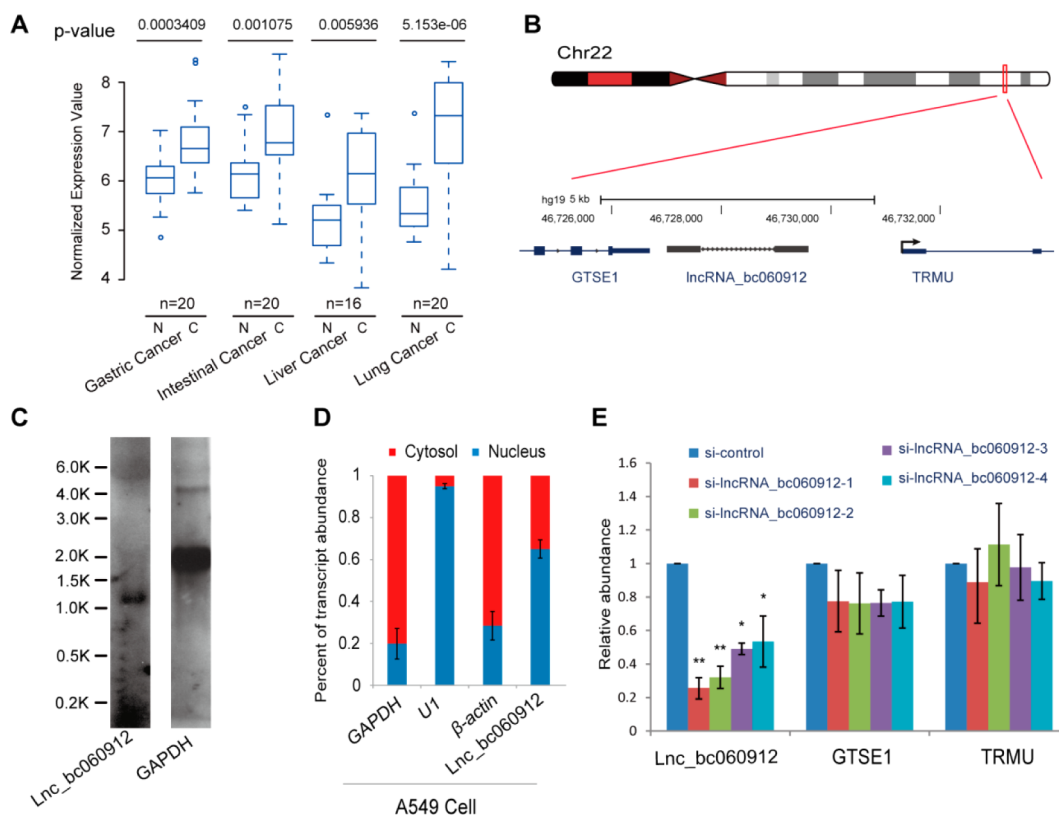 A
p-value
0.0003409 0.001075 0.005936 5.153e-06
Normalized Expression Value
8
7
6
5
4
n=20 n=20 n=16 n=20
N C N C N C N C
Gastric Cancer
Intestinal Cancer
Liver Cancer
Lung Cancer
B
Chr22
hg19 5 kb
46,726,000 46,728,000 46,730,000 46,732,000
GTSE1 lncRNA_bc060912 TRMU
C
6.0K
4.0K
3.0K
2.0K
1.5K
1.0K
0.5K
0.2K
Lnc_bc060912
GAPDH
D
Cytosol Nucleus
Percent of transcript abundance
1
0.8
0.6
0.4
0.2
0
GAPDH
U1
β-actin
Lnc_bc060912
A549 Cell
E
si-control
si-lncRNA_bc060912-1
si-lncRNA_bc060912-2
si-lncRNA_bc060912-3
si-lncRNA_bc060912-4
Relative abundance
1.6
1.4
1.2
1.0
0.8
0.6
0.4
0.2
0
** ** * *
Lnc_bc060912 GTSE1 TRMU